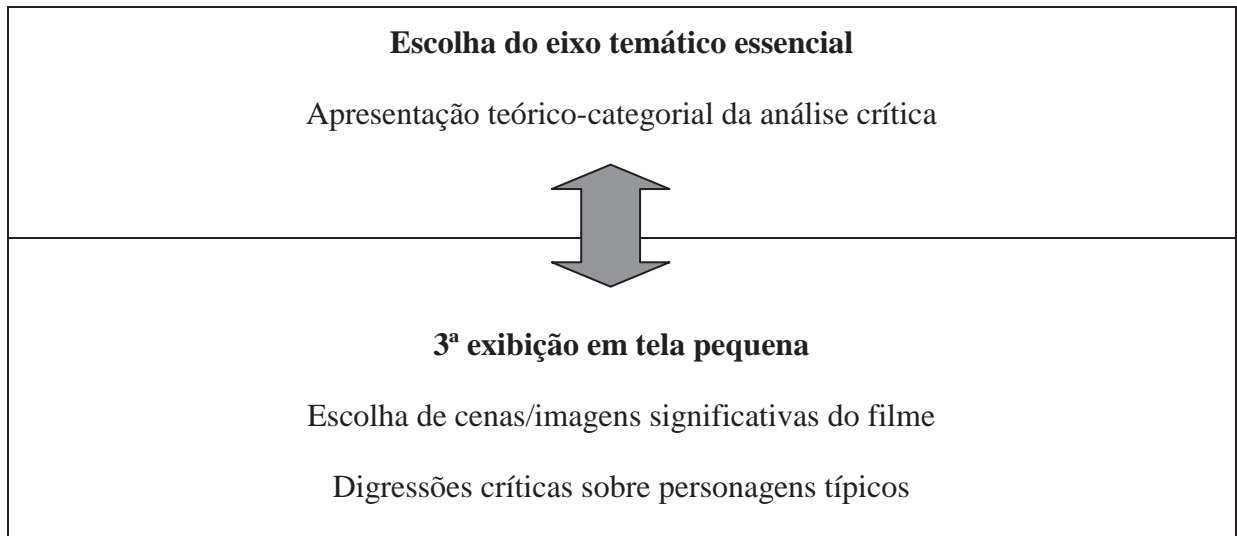 Escolha do eixo temático essencial
Apresentação teórico-categorial da análise crítica
3ª exibição em tela pequena
Escolha de cenas/imagens significativas do filme
Digressões críticas sobre personagens típicos